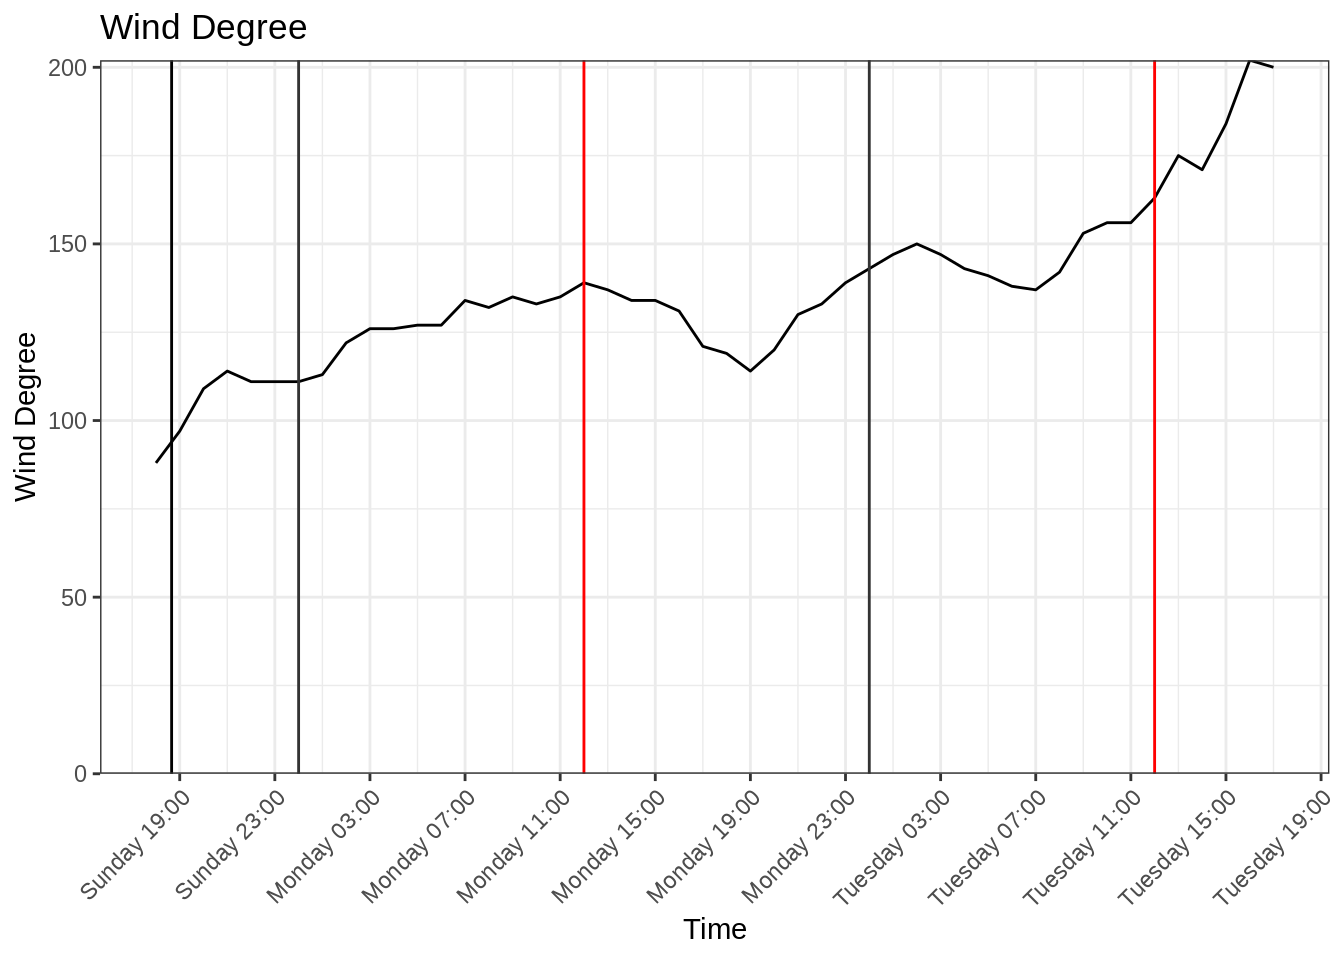 Wind Degree
Wind Degree
200
150
100
50
0
Sunday 19:00
Sunday 23:00
Monday 03:00
Monday 07:00
Monday 11:00
Monday 15:00
Monday 19:00
Monday 23:00
Tuesday 03:00
Tuesday 07:00
Tuesday 11:00
Tuesday 15:00
Tuesday 19:00
Time